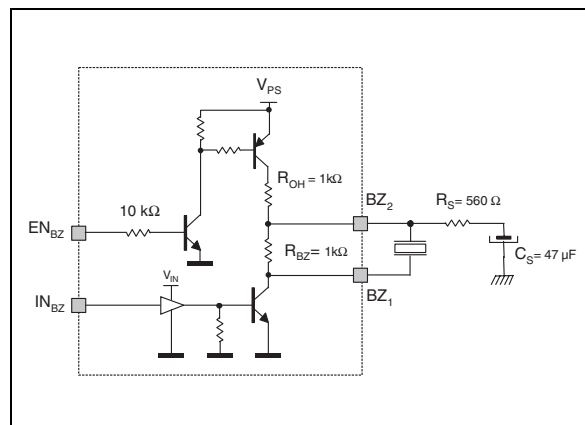 V_PS
R_OH = 1kΩ
BZ_2
R_S = 560 Ω
10 kΩ
EN_BZ
R_BZ = 1kΩ
C_S = 47 µF
V_IN
IN_BZ
BZ_1